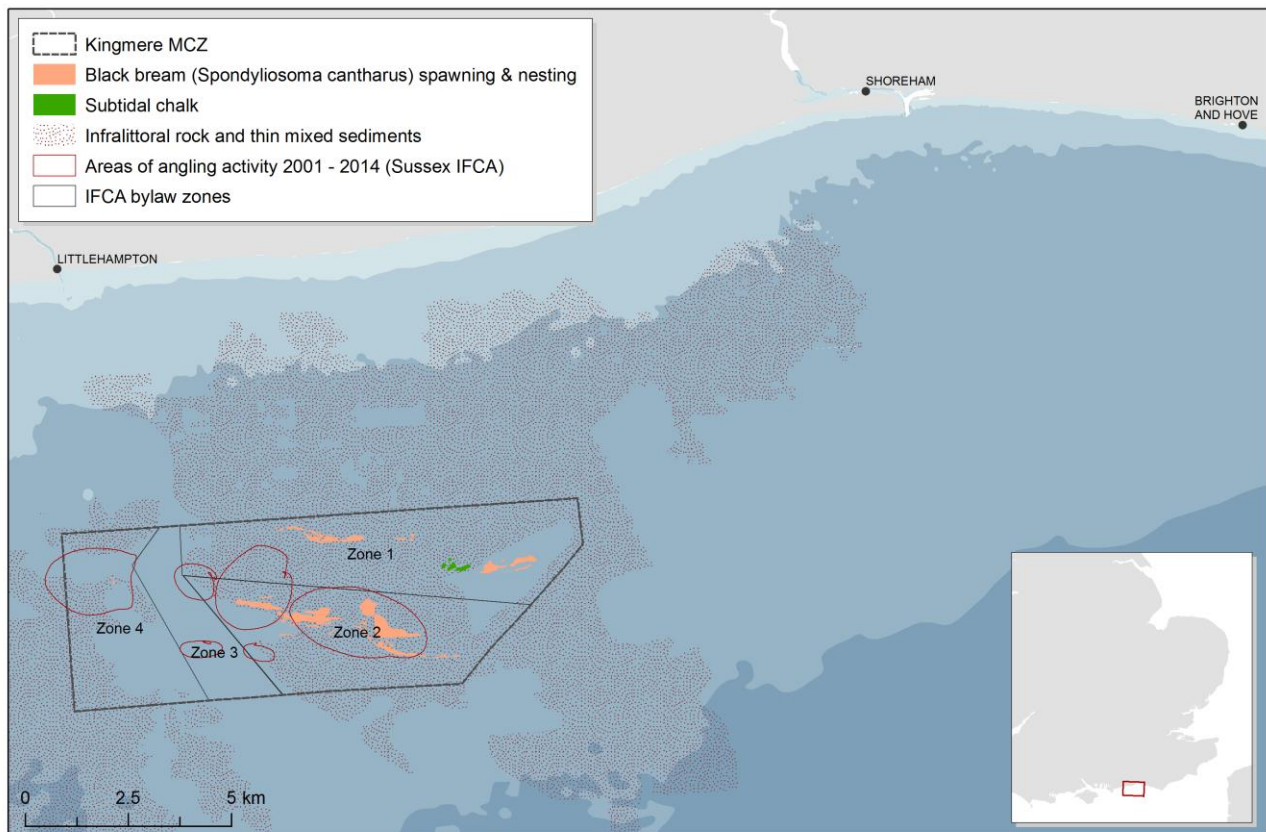 Kingmere MCZ
Black bream (Spondyliosoma cantharus) spawning & nesting
Subtidal chalk
Infralittoral rock and thin mixed sediments
Areas of angling activity 2001 - 2014 (Sussex IFCA)
IFCA bylaw zones
SHOREHAM
BRIGHTON
AND HOVE
LITTLEHAMPTON
Zone 1
Zone 4
Zone 3
Zone 2
0 2.5 5 km